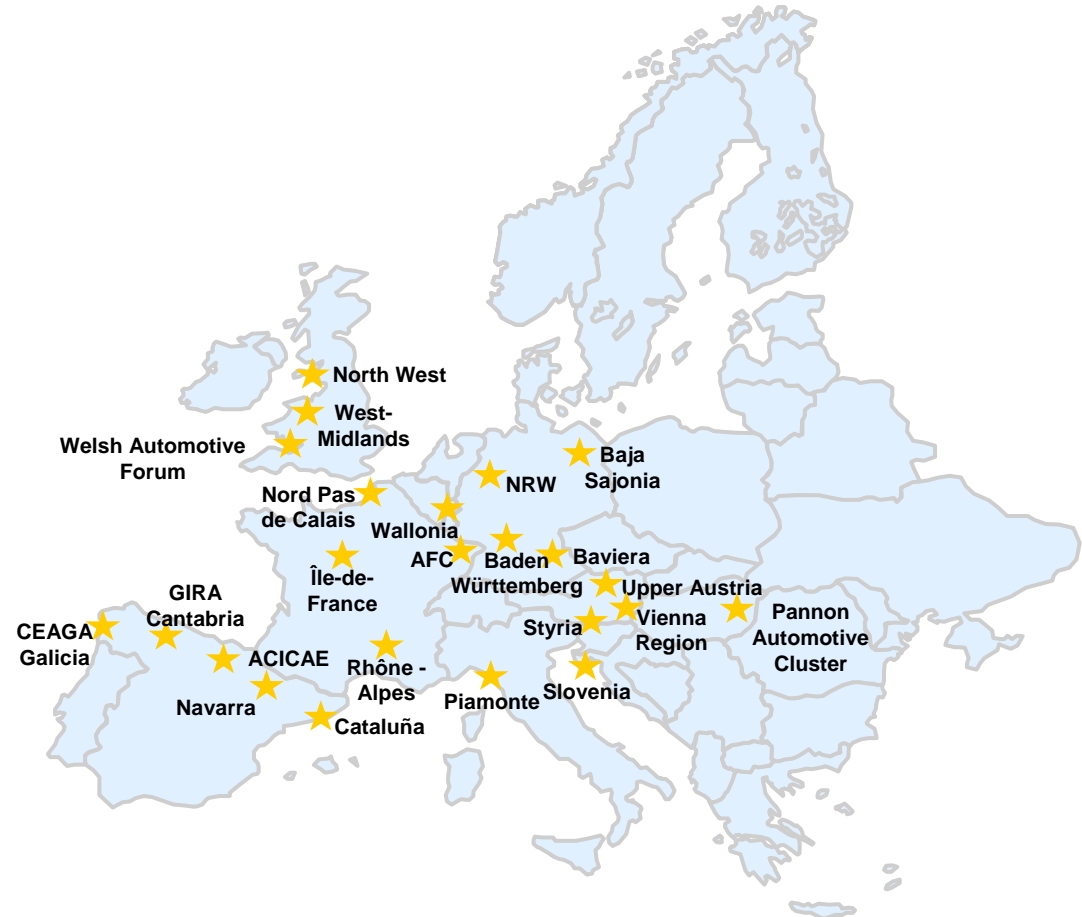 North West
West-
Midlands
Welsh Automotive
Forum
Baja
Sajonia
NRW
Nord Pas
de Calais
Wallonia
AFC
Baden
Württemberg
Baviera
Île-de-
France
Upper Austria
GIRA
Cantabria
Vienna
Region
Pannon
Automotive
Cluster
CEAGA
Galicia
Styria
ACICAE
Rhône -
Alpes
Navarra
Piamonte
Slovenia
Cataluña